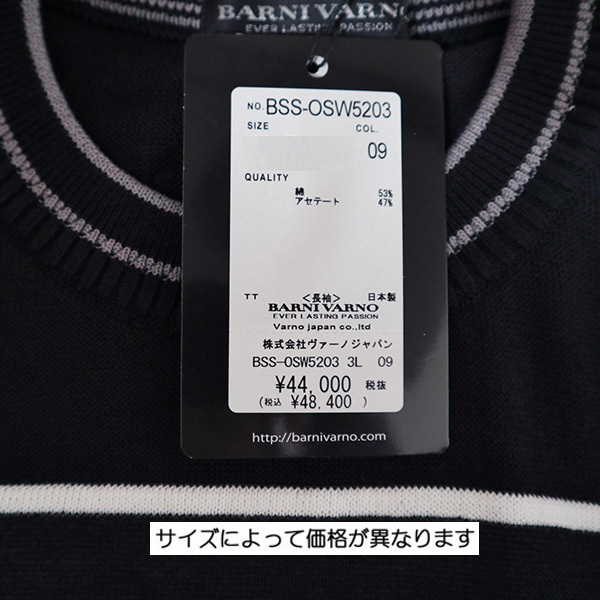 BARNI VARNO
EVER LASTING PASSION
NO. BSS-OSW5203
SIZE COL.
09
QUALITY
綿 53%
アセテート 47%
TT <長袖> 日本製
BARNI VARNO
EVER LASTING PASSION
Varno japan co.,ltd
株式会社ヴァーノジャパン
BSS-OSW5203 3L 09
¥44,000 税抜
(税込 ¥48,400)
http://barnivarno.com
サイズによって価格が異なります